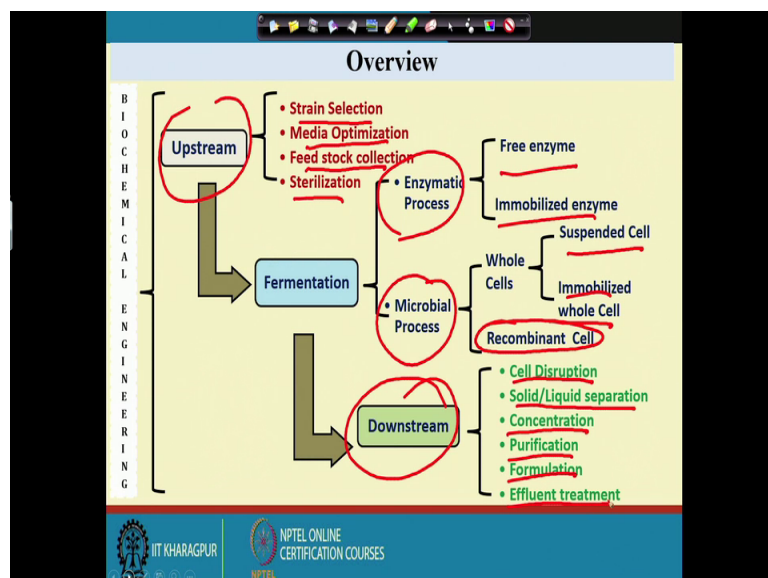 Overview
BIOCHEMICAL ENGINEERING
Upstream
• Strain Selection
• Media Optimization
• Feed stock collection
• Sterilization
Fermentation
• Enzymatic
Process
Free enzyme
Immobilized enzyme
• Microbial
Process
Whole
Cells
Suspended Cell
Immobilized
whole Cell
Recombinant Cell
Downstream
• Cell Disruption
• Solid/Liquid separation
• Concentration
• Purification
• Formulation
• Effluent treatment
IIT KHARAGPUR
NPTEL ONLINE
CERTIFICATION COURSES
NPTEL